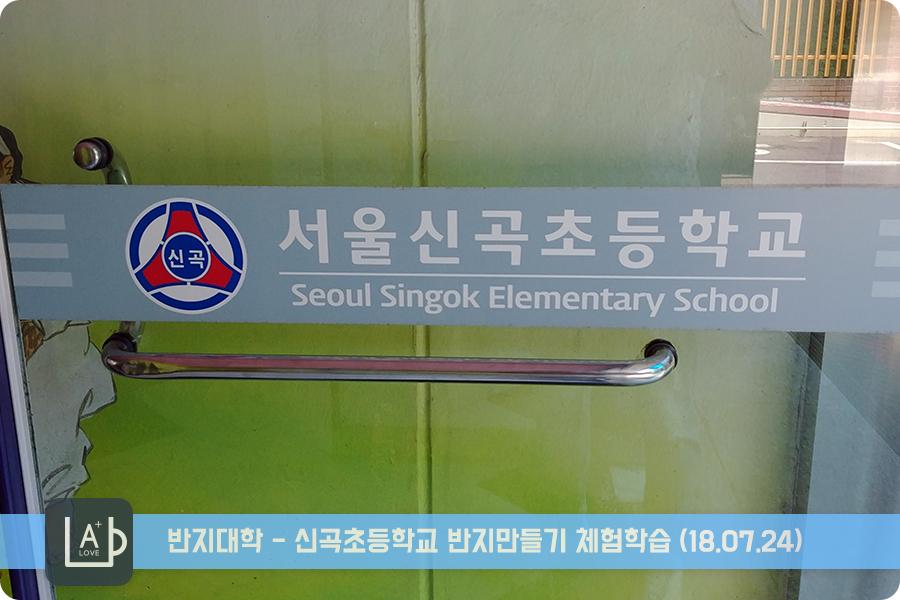 신곡
서울신곡초등학교
Seoul Singok Elementary School
A+
LOVE
반지대학 - 신곡초등학교 반지만들기 체험학습 (18.07.24)